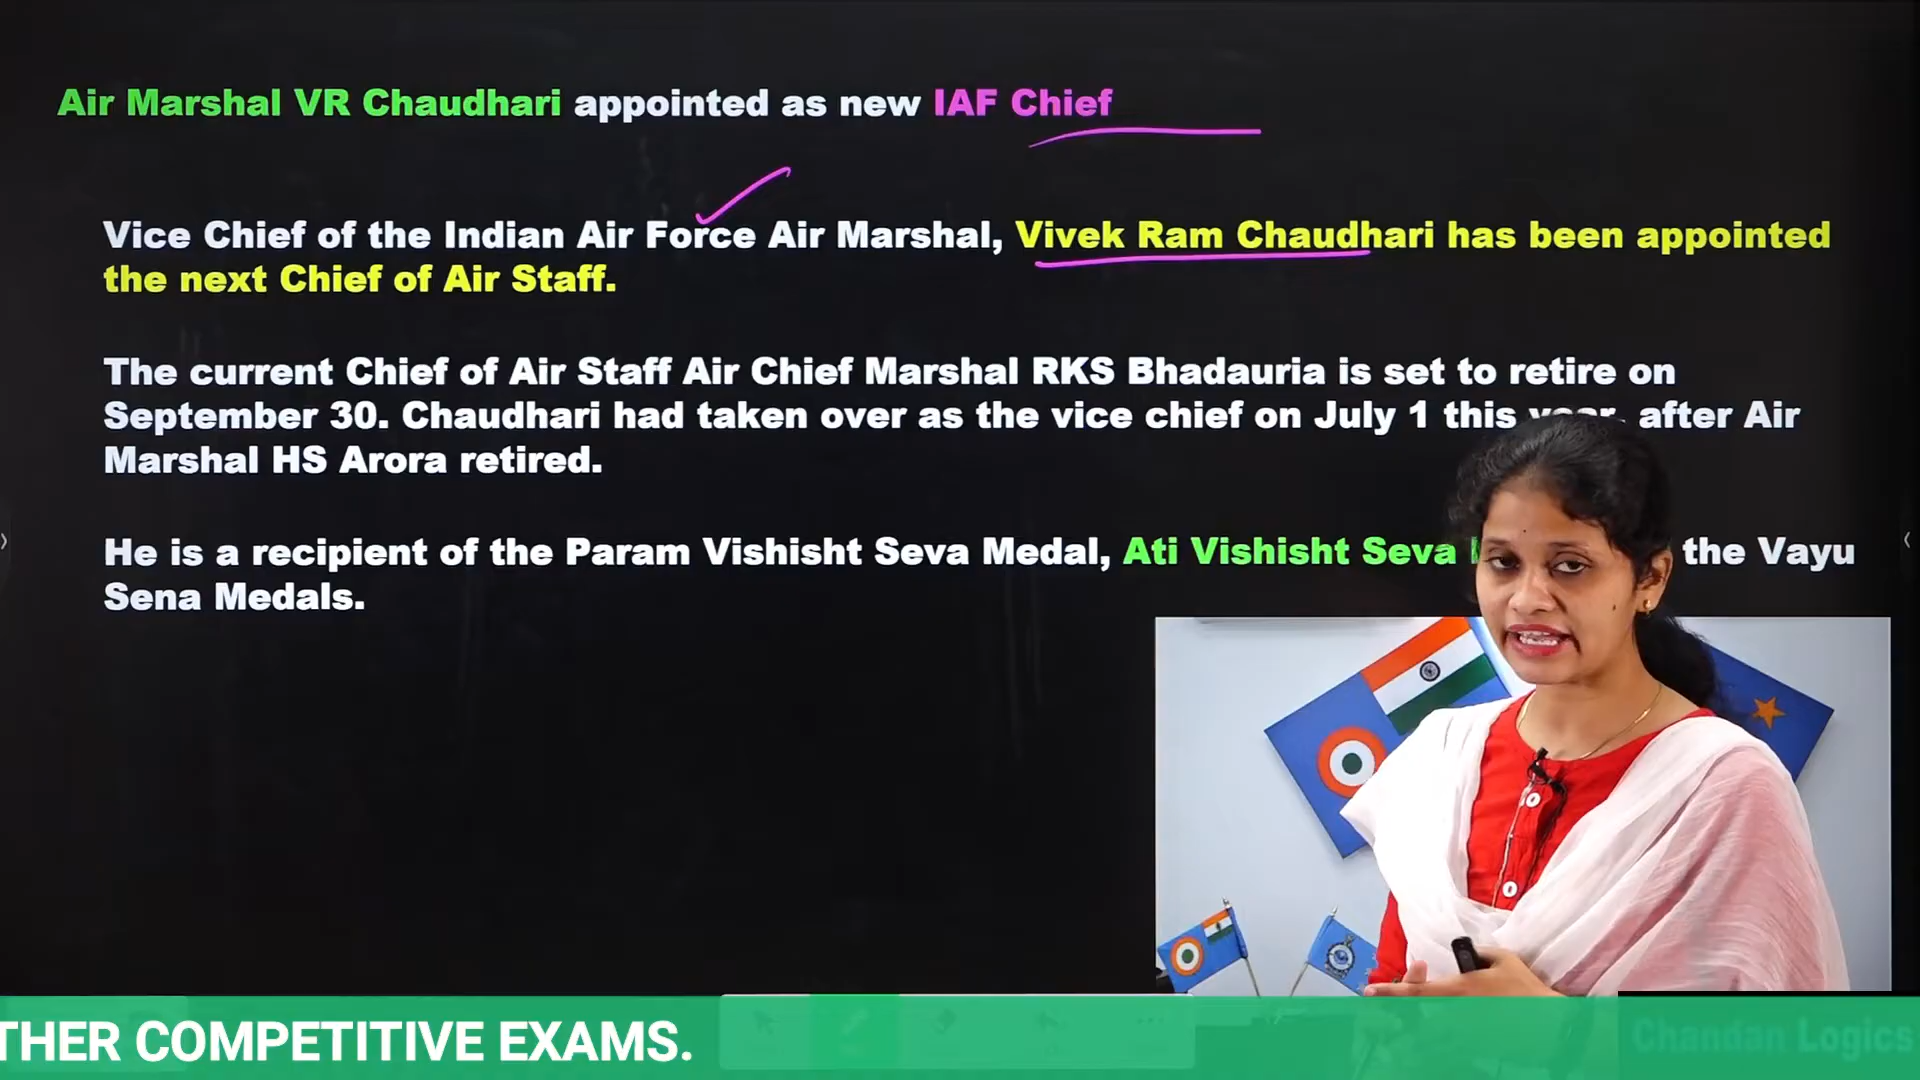 Air Marshal VR Chaudhari appointed as new IAF Chief
Vice Chief of the Indian Air Force Air Marshal, Vivek Ram Chaudhari has been appointed
the next Chief of Air Staff.
The current Chief of Air Staff Air Chief Marshal RKS Bhadauria is set to retire on
September 30. Chaudhari had taken over as the vice chief on July 1 this year, after Air
Marshal HS Arora retired.
He is a recipient of the Param Vishisht Seva Medal, Ati Vishisht Seva the Vayu
Sena Medals.
THER COMPETITIVE EXAMS.
Chandan Logics